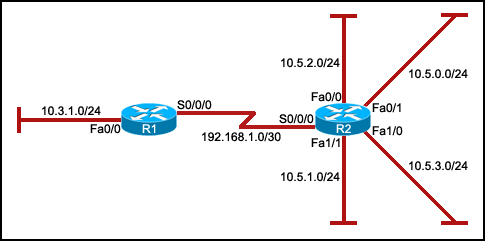 10.5.2.0/24
10.5.0.0/24
10.3.1.0/24
Fa0/0
R1
S0/0/0
192.168.1.0/30
S0/0/0
Fa0/0
Fa0/1
R2
Fa1/0
Fa1/1
10.5.1.0/24
10.5.3.0/24